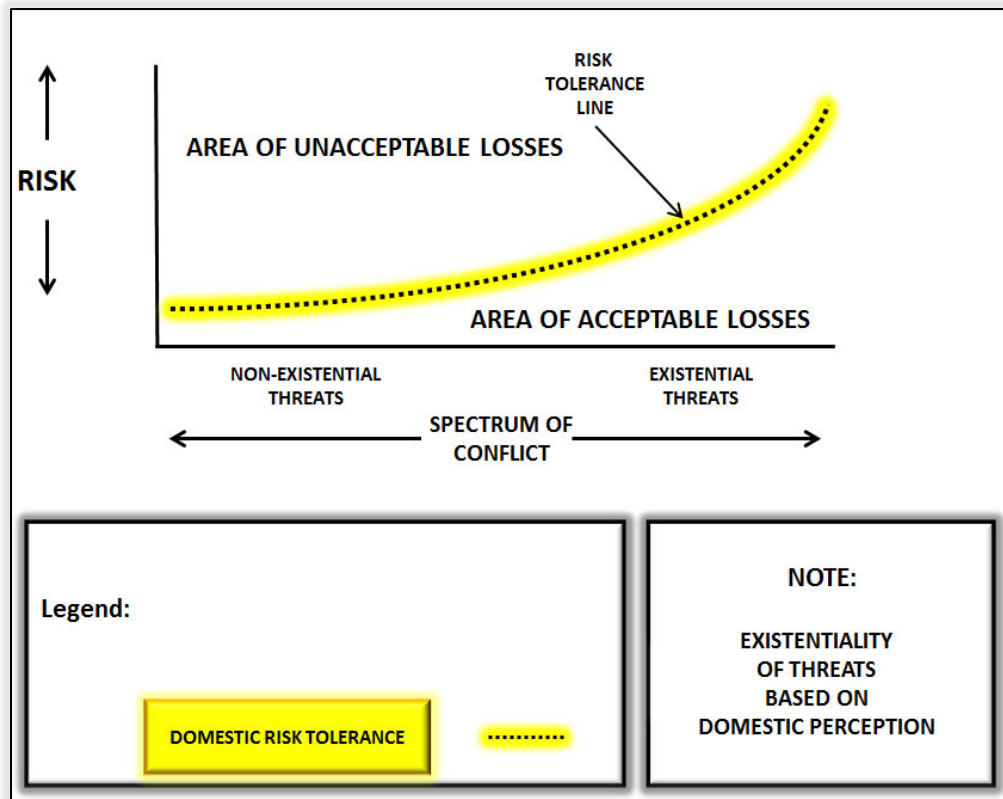 RISK
TOLERANCE
LINE
AREA OF UNACCEPTABLE LOSSES
RISK
AREA OF ACCEPTABLE LOSSES
NON-EXISTENTIAL
THREATS
EXISTENTIAL
THREATS
SPECTRUM OF
CONFLICT
Legend:
DOMESTIC RISK TOLERANCE
NOTE:
EXISTENTIALITY
OF THREATS
BASED ON
DOMESTIC PERCEPTION